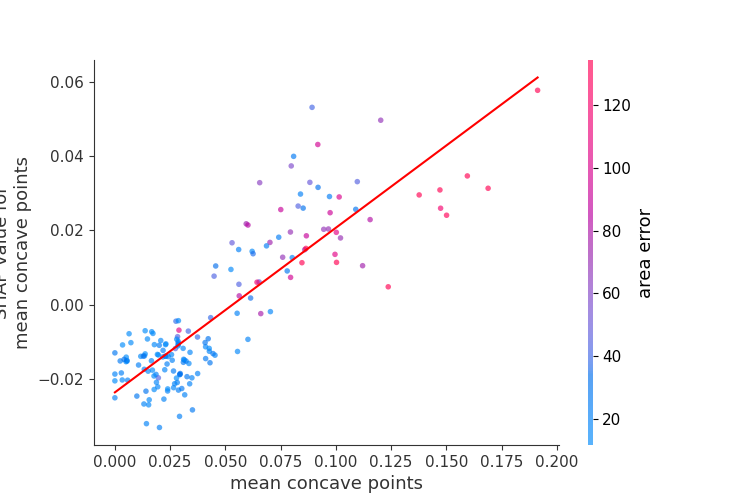 0.06
0.04
0.02
0.00
−0.02
SHAP value for
mean concave points
0.000 0.025 0.050 0.075 0.100 0.125 0.150 0.175 0.200
mean concave points
120
100
80
60
40
20
area error